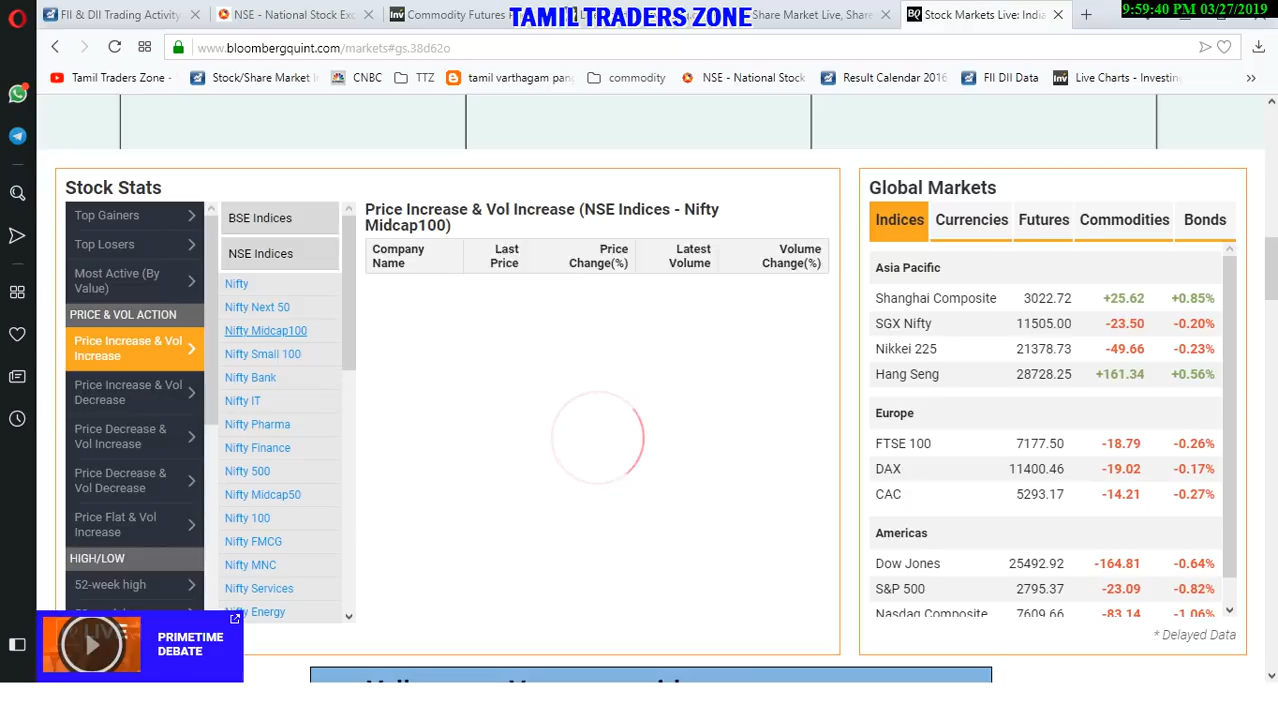 FII & DII Trading Activity
NSE - National Stock Exc
Commodity Futures
TAMIL TRADERS ZONE
Share Market Live, Share
BQ Stock Markets Live: India
9:59:40 PM 03/27/2019
www.bloombergquint.com/markets#gs.38d62o
Tamil Traders Zone -
Stock/Share Market In
CNBC
TTZ
tamil varthagam pan
commodity
NSE - National Stock
Result Calendar 2016
FII DII Data
Inv Live Charts - Investin
Stock Stats
Top Gainers
Top Losers
Most Active (By
Value)
PRICE & VOL ACTION
Price Increase & Vol
Increase
Price Increase & Vol
Decrease
Price Decrease &
Vol Increase
Price Decrease &
Vol Decrease
Price Flat & Vol
Increase
HIGH/LOW
52-week high
BSE Indices
NSE Indices
Nifty
Nifty Next 50
Nifty Midcap100
Nifty Small 100
Nifty Bank
Nifty IT
Nifty Pharma
Nifty Finance
Nifty 500
Nifty Midcap50
Nifty 100
Nifty FMCG
Nifty MNC
Nifty Services
Nifty Energy
Price Increase & Vol Increase (NSE Indices - Nifty
Midcap100)
Company Last Price Latest Volume
Name Price Change(%) Volume Change(%)
Global Markets
Indices Currencies Futures Commodities Bonds
Asia Pacific
Shanghai Composite 3022.72 +25.62 +0.85%
SGX Nifty 11505.00 -23.50 -0.20%
Nikkei 225 21378.73 -49.66 -0.23%
Hang Seng 28728.25 +161.34 +0.56%
Europe
FTSE 100 7177.50 -18.79 -0.26%
DAX 11400.46 -19.02 -0.17%
CAC 5293.17 -14.21 -0.27%
Americas
Dow Jones 25492.92 -164.81 -0.64%
S&P 500 2795.37 -23.09 -0.82%
Nasdaq Composite 7609.66 -83.14 -1.06%
* Delayed Data
LIVE
PRIMETIME
DEBATE